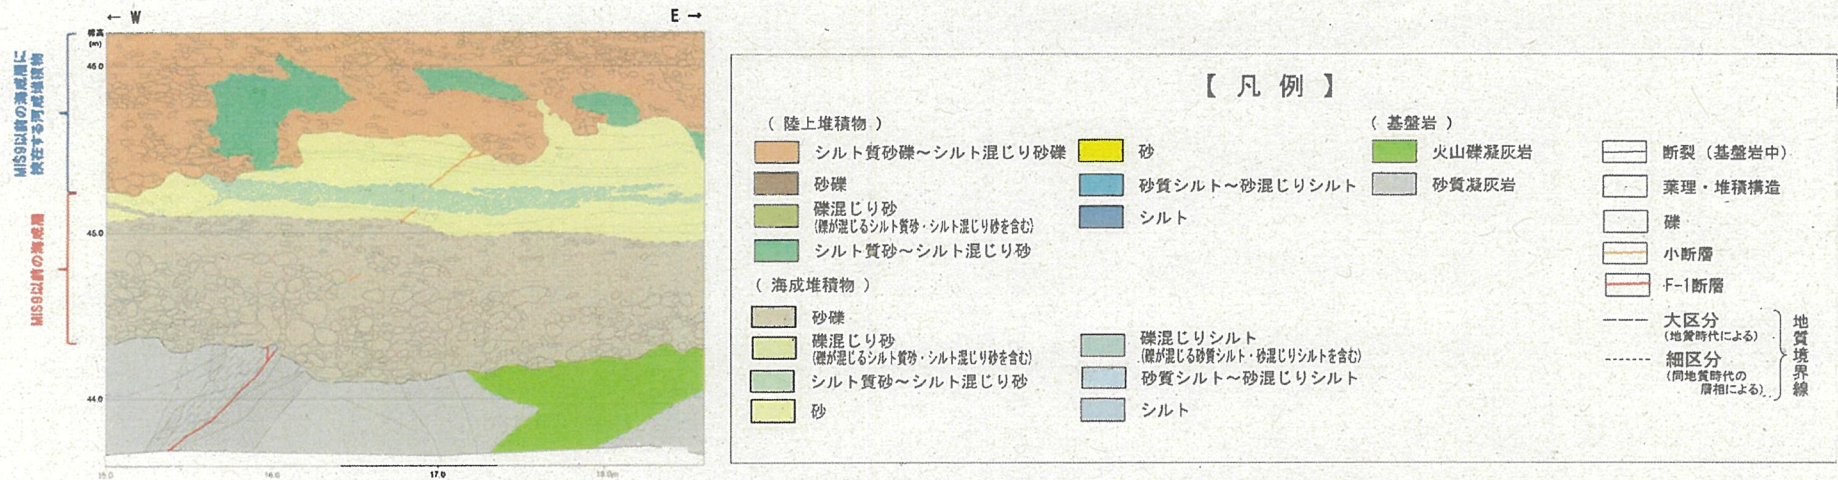 ← W
E →
標高
(m)
46.0
45.0
44.0
15.0
16.0
17.0
18.0m
MIS9以前の海成層に
挟在する河成堆積物
MIS9以前の海成層
【 凡 例 】
( 陸上堆積物 )
シルト質砂礫～シルト混じり砂礫
砂礫
礫混じり砂
(礫が混じるシルト質砂・シルト混じり砂を含む)
シルト質砂～シルト混じり砂
砂
砂質シルト～砂混じりシルト
シルト
( 海成堆積物 )
砂礫
礫混じり砂
(礫が混じるシルト質砂・シルト混じり砂を含む)
シルト質砂～シルト混じり砂
砂
礫混じりシルト
(礫が混じる砂質シルト・砂混じりシルトを含む)
砂質シルト～砂混じりシルト
シルト
( 基盤岩 )
火山礫凝灰岩
砂質凝灰岩
断裂（基盤岩中）
葉理・堆積構造
礫
小断層
F-1断層
大区分
(地質時代による)
細区分
(同地質時代の
層相による)
地質境界線